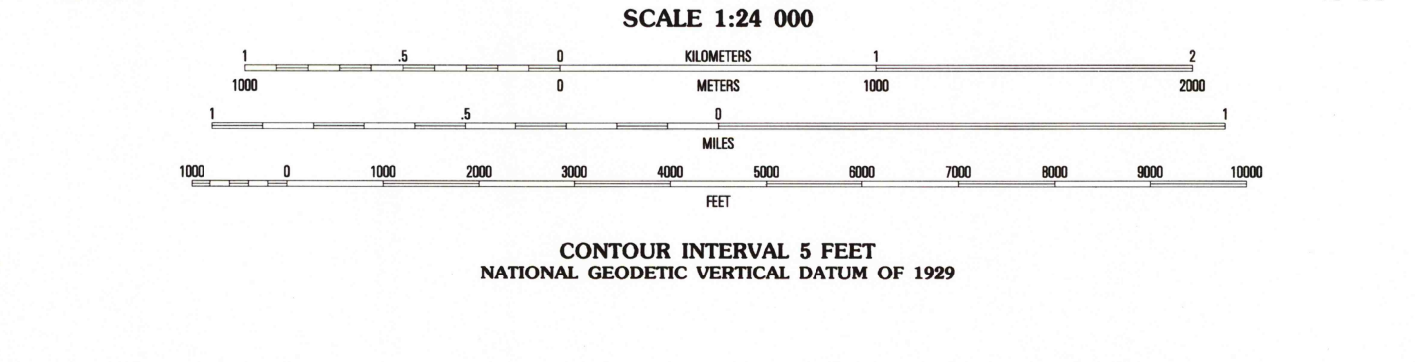 SCALE 1:24 000
1 .5 0 KILOMETERS 1 2
1000 0 METERS 1000 2000
1 .5 0 1
MILES
1000 0 1000 2000 3000 4000 5000 6000 7000 8000 9000 10000
FEET
CONTOUR INTERVAL 5 FEET
NATIONAL GEODETIC VERTICAL DATUM OF 1929